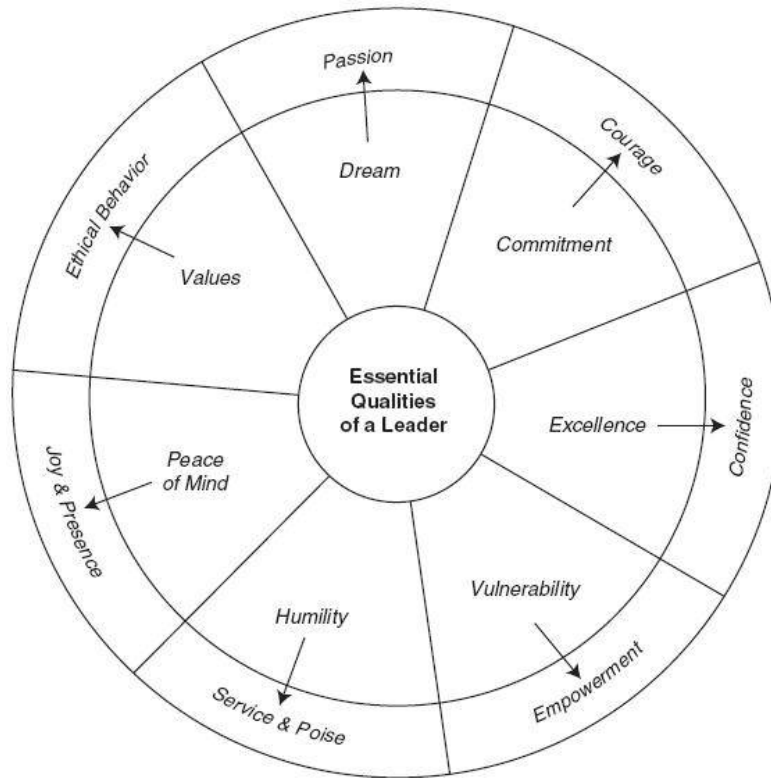 Essential
Qualities
of a Leader
Passion
Dream
Courage
Commitment
Confidence
Excellence
Empowerment
Vulnerability
Service & Poise
Humility
Joy & Presence
Peace
of Mind
Ethical Behavior
Values